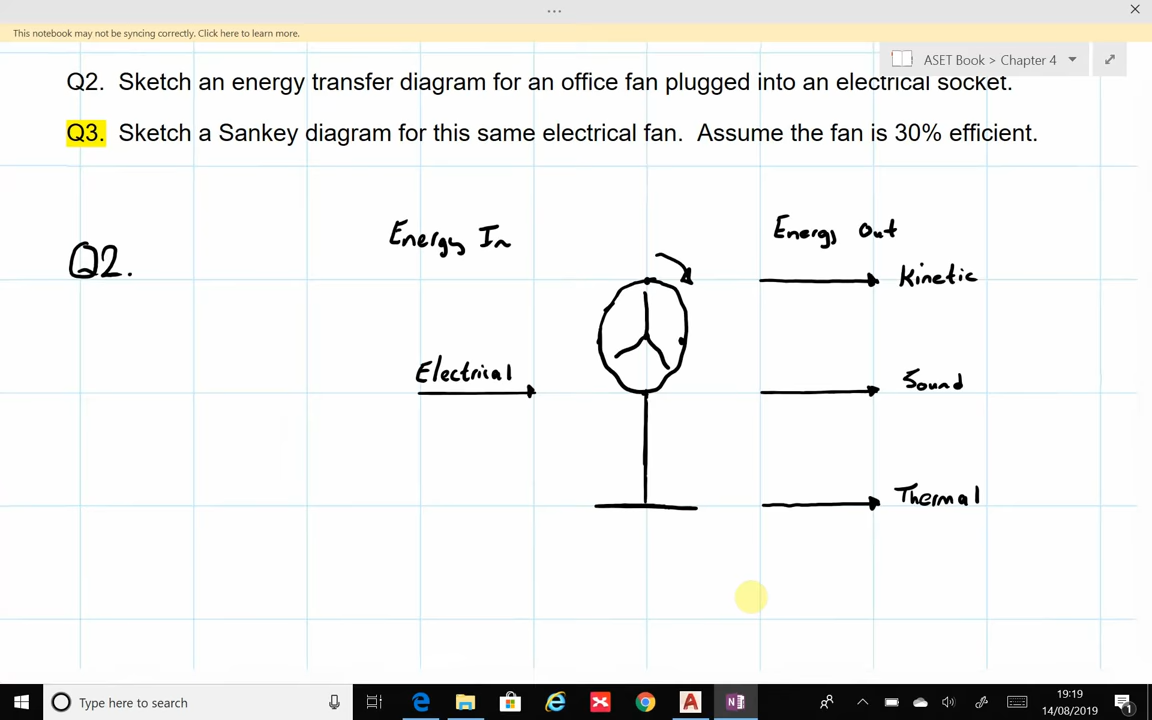 This notebook may not be syncing correctly. Click here to learn more.
ASET Book > Chapter 4
Q2. Sketch an energy transfer diagram for an office fan plugged into an electrical socket.
Q3. Sketch a Sankey diagram for this same electrical fan. Assume the fan is 30% efficient.
Q2.
Energy In
Energy Out
Kinetic
Electrical
Sound
Thermal
Type here to search
19:19
14/08/2019
1